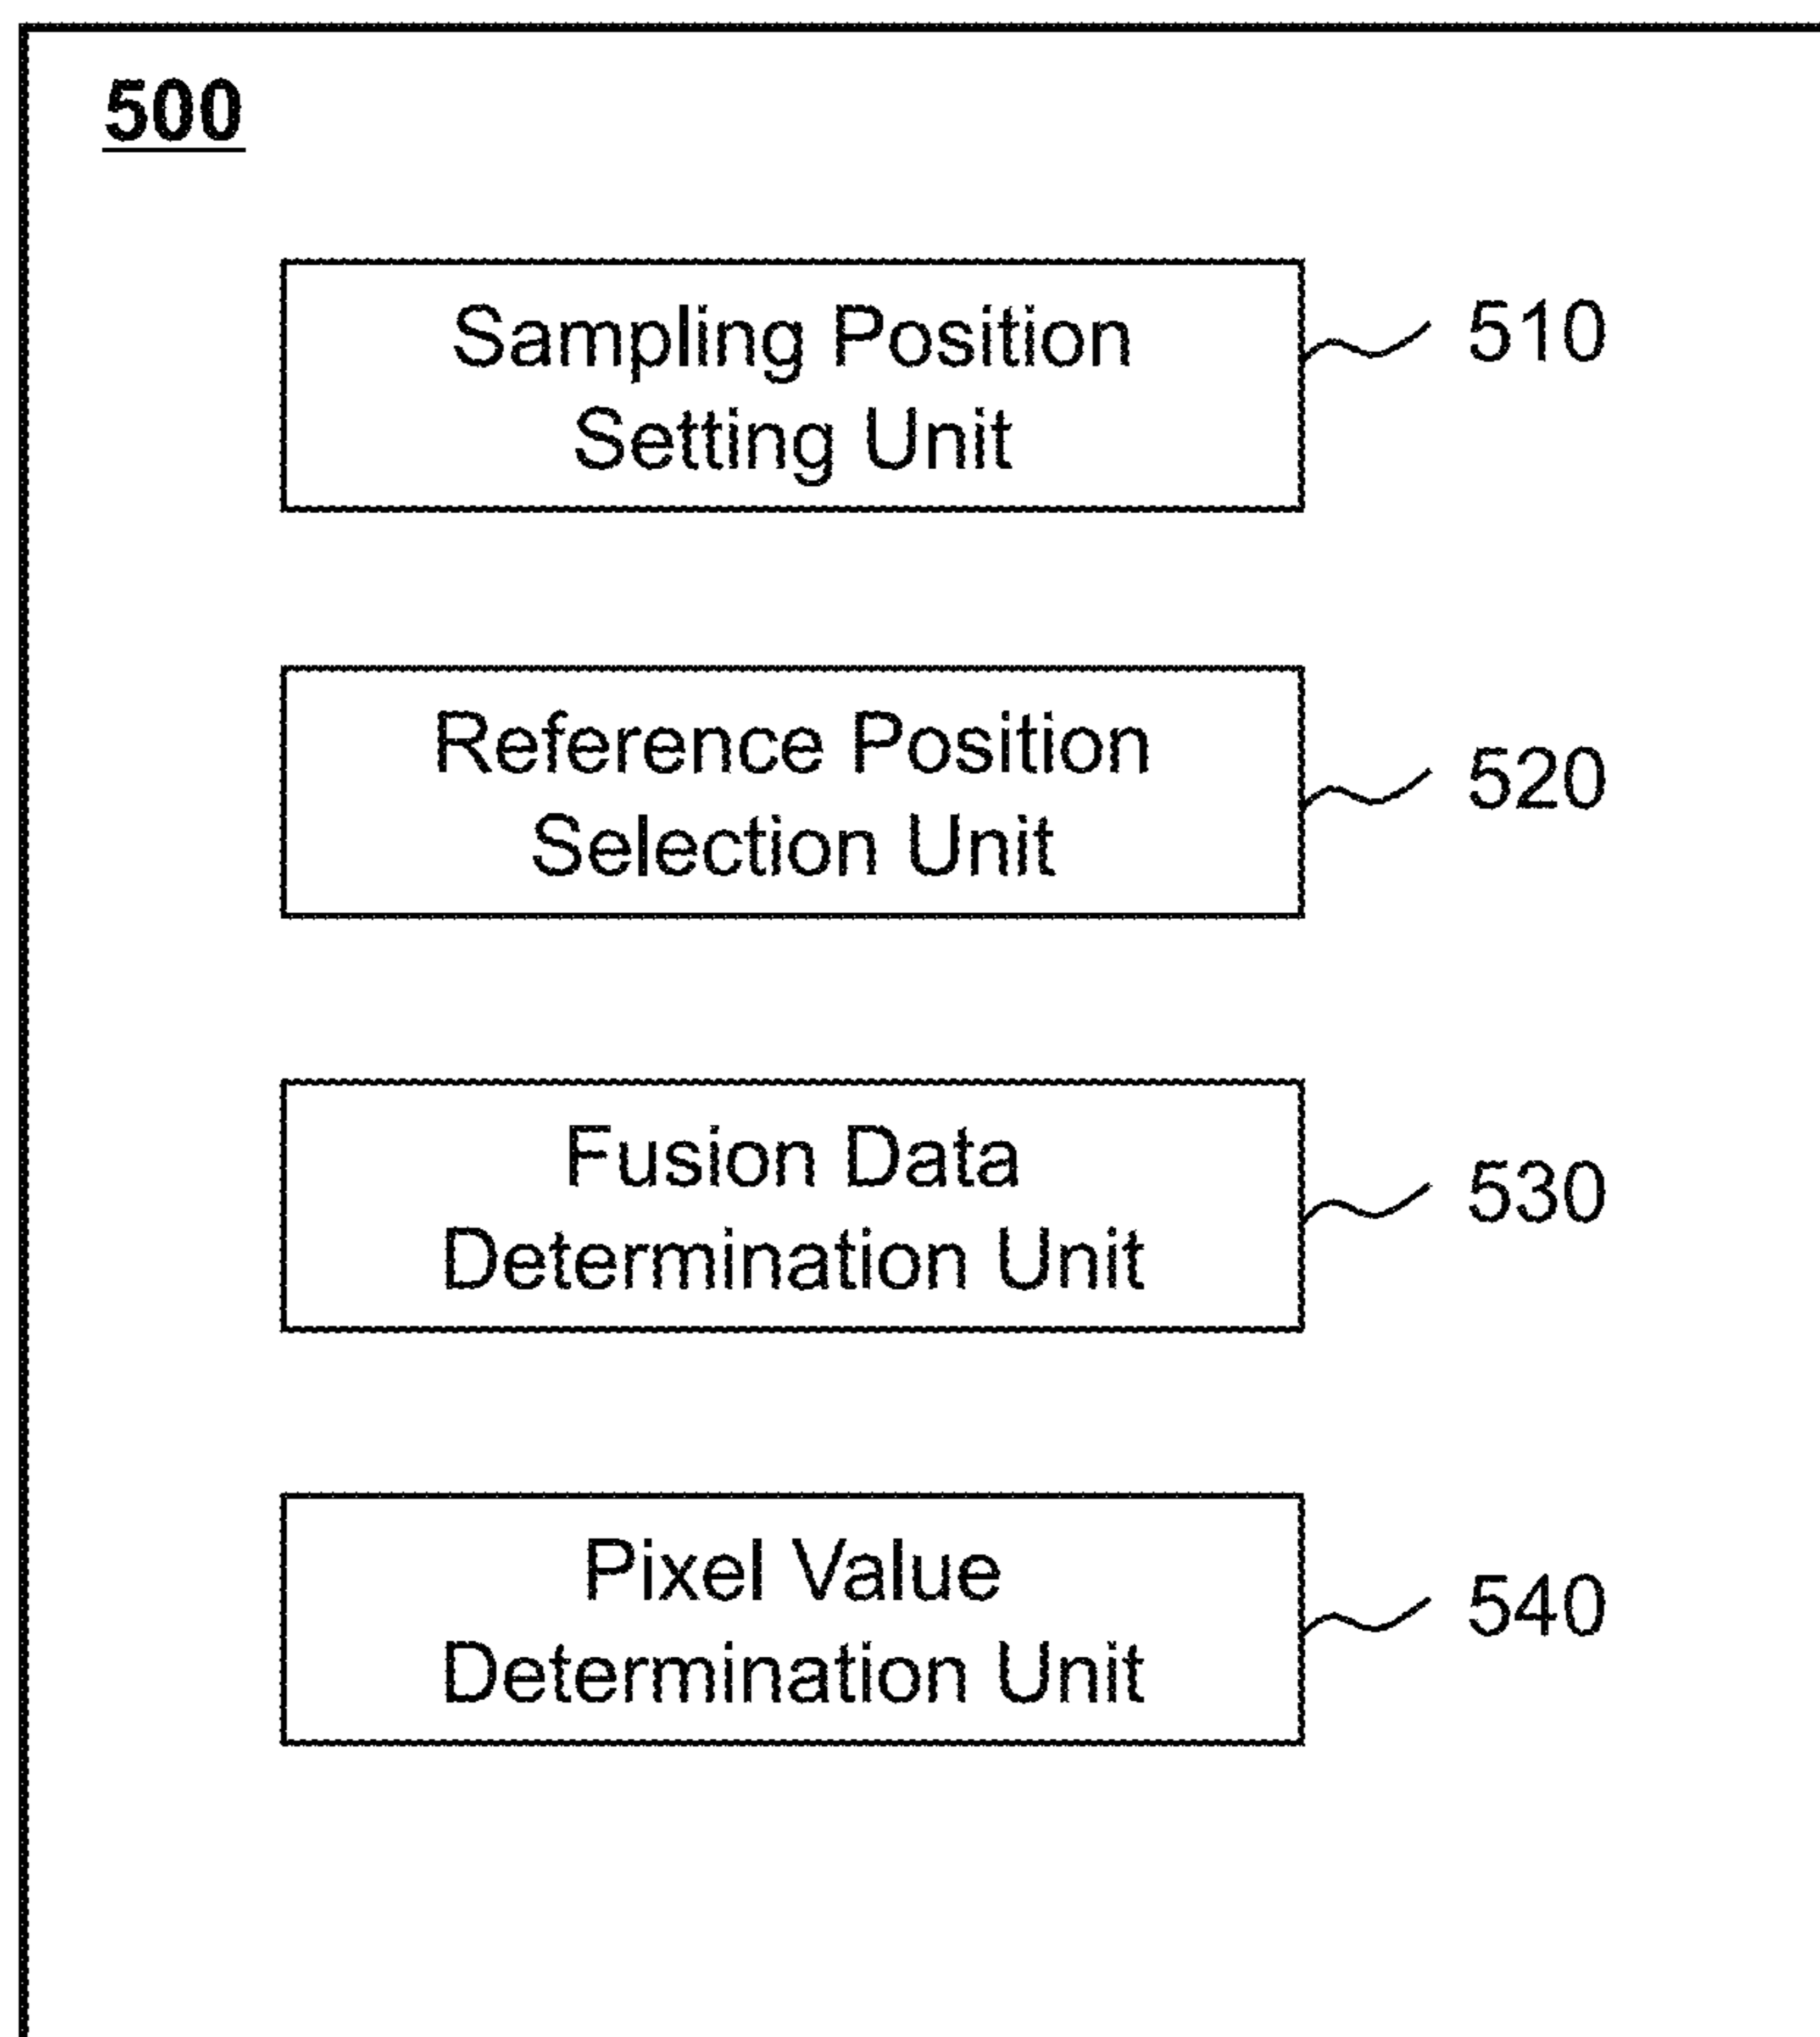 500
Sampling Position
Setting Unit
510
Reference Position
Selection Unit
520
Fusion Data
Determination Unit
530
Pixel Value
Determination Unit
540